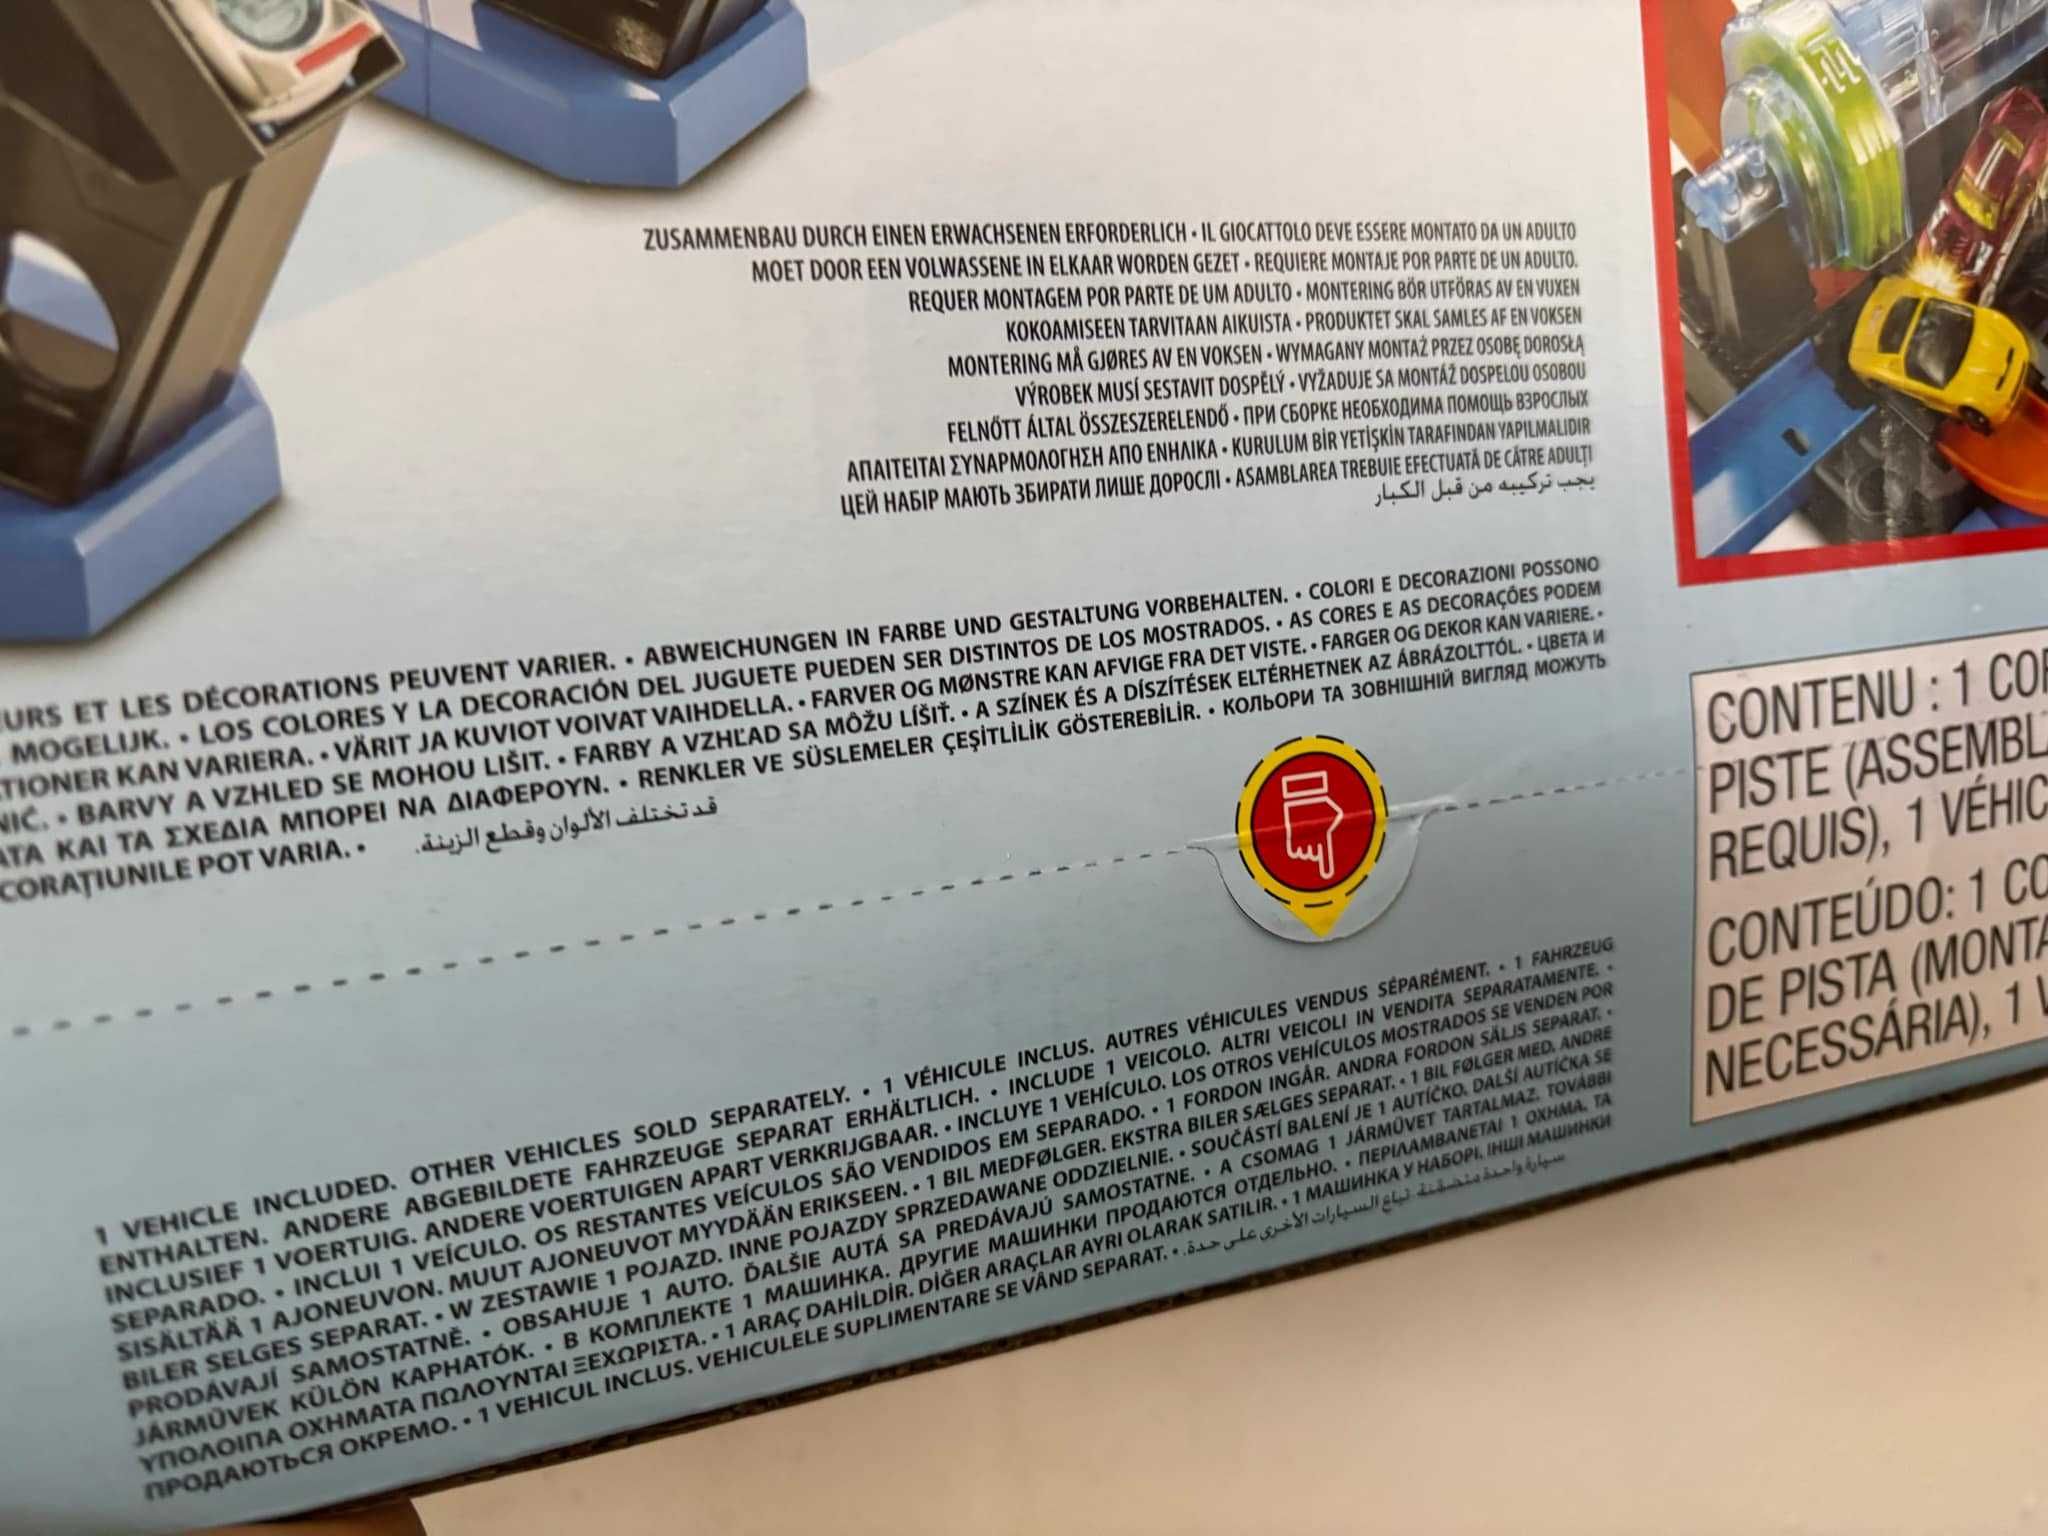 ZUSAMMENBAU DURCH EINEN ERWACHSENEN ERFORDERLICH • IL GIOCATTOLO DEVE ESSERE MONTATO DA UN ADULTO
MOET DOOR EEN VOLWASSENE IN ELKAAR WORDEN GEZET • REQUIERE MONTAJE POR PARTE DE UN ADULTO.
REQUER MONTAGEM POR PARTE DE UM ADULTO • MONTERING BÖR UTFÖRAS AV EN VUXEN
KOKOAMISEEN TARVITAAN AIKUISTA • PRODUKTET SKAL SAMLES AF EN VOKSEN
MONTERING MÅ GJØRES AV EN VOKSEN • WYMAGANY MONTAŻ PRZEZ OSOBĘ DOROSŁĄ
VÝROBEK MUSÍ SESTAVIT DOSPĚLÝ • VYŽADUJE SA MONTÁŽ DOSPELOU OSOBOU
FELNŐTT ÁLTAL ÖSSZESZERELENDŐ • ПРИ СБОРКЕ НЕОБХОДИМА ПОМОЩЬ ВЗРОСЛЫХ
ΑΠΑΙΤΕΙΤΑΙ ΣΥΝΑΡΜΟΛΟΓΗΣΗ ΑΠΟ ΕΝΗΛΙΚΑ • KURULUM BİR YETİŞKİN TARAFINDAN YAPILMALIDIR
ЦЕЙ НАБІР МАЮТЬ ЗБИРАТИ ЛИШЕ ДОРОСЛІ • ASAMBLAREA TREBUIE EFECTUATĂ DE CĂTRE ADULȚI
يجب تركيبه من قبل الكبار
URS ET LES DÉCORATIONS PEUVENT VARIER. • ABWEICHUNGEN IN FARBE UND GESTALTUNG VORBEHALTEN. • COLORI E DECORAZIONI POSSONO
MOGELIJK. • LOS COLORES Y LA DECORACIÓN DEL JUGUETE PUEDEN SER DISTINTOS DE LOS MOSTRADOS. • AS CORES E AS DECORAÇÕES PODEM
TIONER KAN VARIERA. • VÄRIT JA KUVIOT VOIVAT VAIHDELLA. • FARVER OG MØNSTRE KAN AFVIGE FRA DET VISTE. • FARGER OG DEKOR KAN VARIERE. •
NIĆ. • BARVY A VZHLED SE MOHOU LIŠIT. • FARBY A VZHĽAD SA MÔŽU LÍŠIŤ. • A SZÍNEK ÉS A DÍSZÍTÉSEK ELTÉRHETNEK AZ ÁBRÁZOLTTÓL. • ЦВЕТА И
ΑΤΑ ΚΑΙ ΤΑ ΣΧΕΔΙΑ ΜΠΟΡΕΙ ΝΑ ΔΙΑΦΕΡΟΥΝ. • RENKLER VE SÜSLEMELER ÇEŞİTLİLİK GÖSTEREBİLİR. • КОЛЬОРИ ТА ЗОВНІШНІЙ ВИГЛЯД МОЖУТЬ
CORAȚIUNILE POT VARIA. • قد تختلف الألوان وقطع الزينة.
1 VEHICLE INCLUDED. OTHER VEHICLES SOLD SEPARATELY. • 1 VÉHICULE INCLUS. AUTRES VÉHICULES VENDUS SÉPARÉMENT. • 1 FAHRZEUG
ENTHALTEN. ANDERE ABGEBILDETE FAHRZEUGE SEPARAT ERHÄLTLICH. • INCLUDE 1 VEICOLO. ALTRI VEICOLI IN VENDITA SEPARATAMENTE. •
INCLUSIEF 1 VOERTUIG. ANDERE VOERTUIGEN APART VERKRIJGBAAR. • INCLUYE 1 VEHÍCULO. LOS OTROS VEHÍCULOS MOSTRADOS SE VENDEN POR
SEPARADO. • INCLUI 1 VEÍCULO. OS RESTANTES VEÍCULOS SÃO VENDIDOS EM SEPARADO. • 1 FORDON INGÅR. ANDRA FORDON SÄLJS SEPARAT. •
SISÄLTÄÄ 1 AJONEUVON. MUUT AJONEUVOT MYYDÄÄN ERIKSEEN. • 1 BIL MEDFØLGER. EKSTRA BILER SÆLGES SEPARAT. • 1 BIL FØLGER MED. ANDRE
BILER SELGES SEPARAT. • W ZESTAWIE 1 POJAZD. INNE POJAZDY SPRZEDAWANE ODDZIELNIE. • SOUČÁSTÍ BALENÍ JE 1 AUTÍČKO. DALŠÍ AUTÍČKA SE
PRODÁVAJÍ SAMOSTATNĚ. • OBSAHUJE 1 AUTO. ĎALŠIE AUTÁ SA PREDÁVAJÚ SAMOSTATNE. • A CSOMAG 1 JÁRMŰVET TARTALMAZ. TOVÁBBI
JÁRMŰVEK KÜLÖN KAPHATÓK. • В КОМПЛЕКТЕ 1 МАШИНКА. ДРУГИЕ МАШИНКИ ПРОДАЮТСЯ ОТДЕЛЬНО. • ΠΕΡΙΛΑΜΒΑΝΕΤΑΙ 1 ΟΧΗΜΑ. ΤΑ
ΥΠΟΛΟΙΠΑ ΟΧΗΜΑΤΑ ΠΩΛΟΥΝΤΑΙ ΞΕΧΩΡΙΣΤΑ. • 1 ARAÇ DAHİLDİR. DİĞER ARAÇLAR AYRI OLARAK SATILIR. • 1 МАШИНКА У НАБОРІ. ІНШІ МАШИНКИ
ПРОДАЮТЬСЯ ОКРЕМО. • 1 VEHICUL INCLUS. VEHICULELE SUPLIMENTARE SE VÂND SEPARAT. • سيارة واحدة متضمَّنة. تباع السيارات الأخرى على حدة.
CONTENU : 1 COF
PISTE (ASSEMBL
REQUIS), 1 VÉHIC
CONTEÚDO: 1 CO
DE PISTA (MONTA
NECESSÁRIA), 1 V